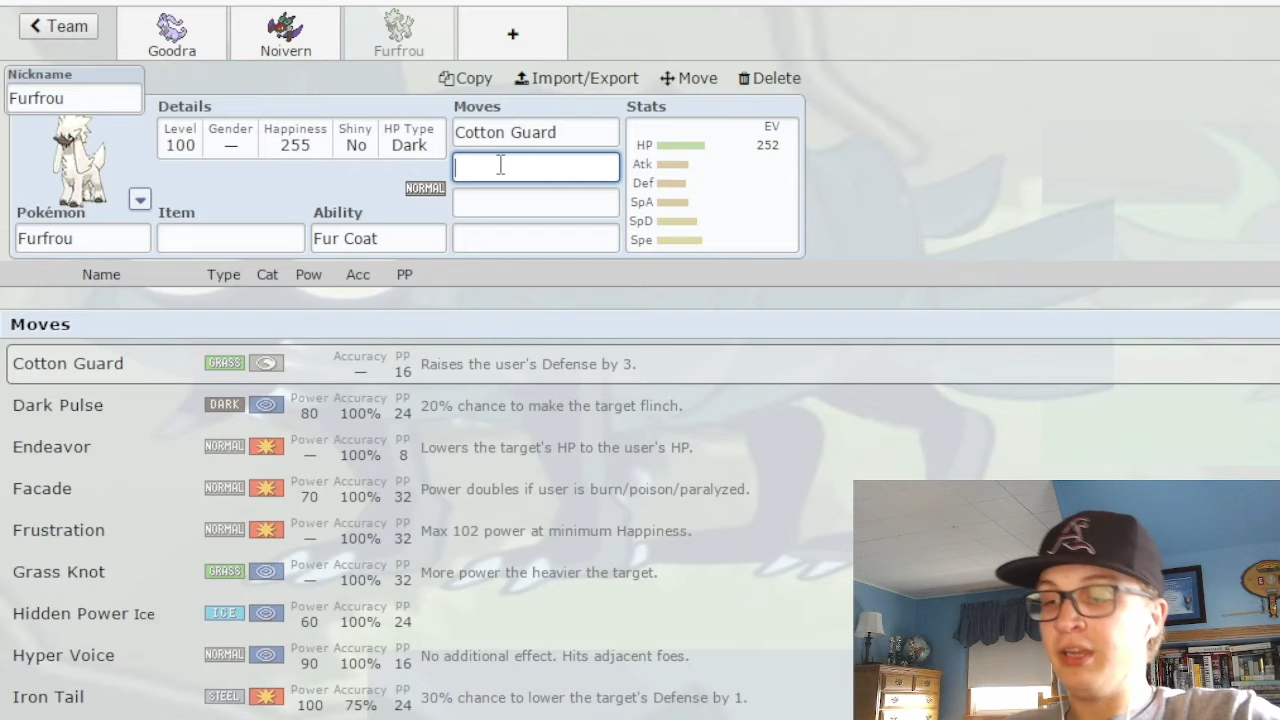 Team
Goodra
Noivern
Furfrou
+
Nickname
Furfrou
Copy Import/Export Move Delete
Details
Moves
Stats
Level Gender Happiness Shiny HP Type
100 — 255 No Dark
NORMAL
Cotton Guard
EV
HP 252
Atk
Def
SpA
SpD
Spe
Pokémon Item Ability
Furfrou
Fur Coat
Name Type Cat Pow Acc PP
Moves
Cotton Guard GRASS Accuracy — PP 16 Raises the user's Defense by 3.
Dark Pulse DARK Power 80 Accuracy 100% PP 24 20% chance to make the target flinch.
Endeavor NORMAL Power — Accuracy 100% PP 8 Lowers the target's HP to the user's HP.
Facade NORMAL Power 70 Accuracy 100% PP 32 Power doubles if user is burn/poison/paralyzed.
Frustration NORMAL Power — Accuracy 100% PP 32 Max 102 power at minimum Happiness.
Grass Knot GRASS Power — Accuracy 100% PP 32 More power the heavier the target.
Hidden Power Ice ICE Power 60 Accuracy 100% PP 24
Hyper Voice NORMAL Power 90 Accuracy 100% PP 16 No additional effect. Hits adjacent foes.
Iron Tail STEEL Power 100 Accuracy 75% PP 24 30% chance to lower the target's Defense by 1.
A